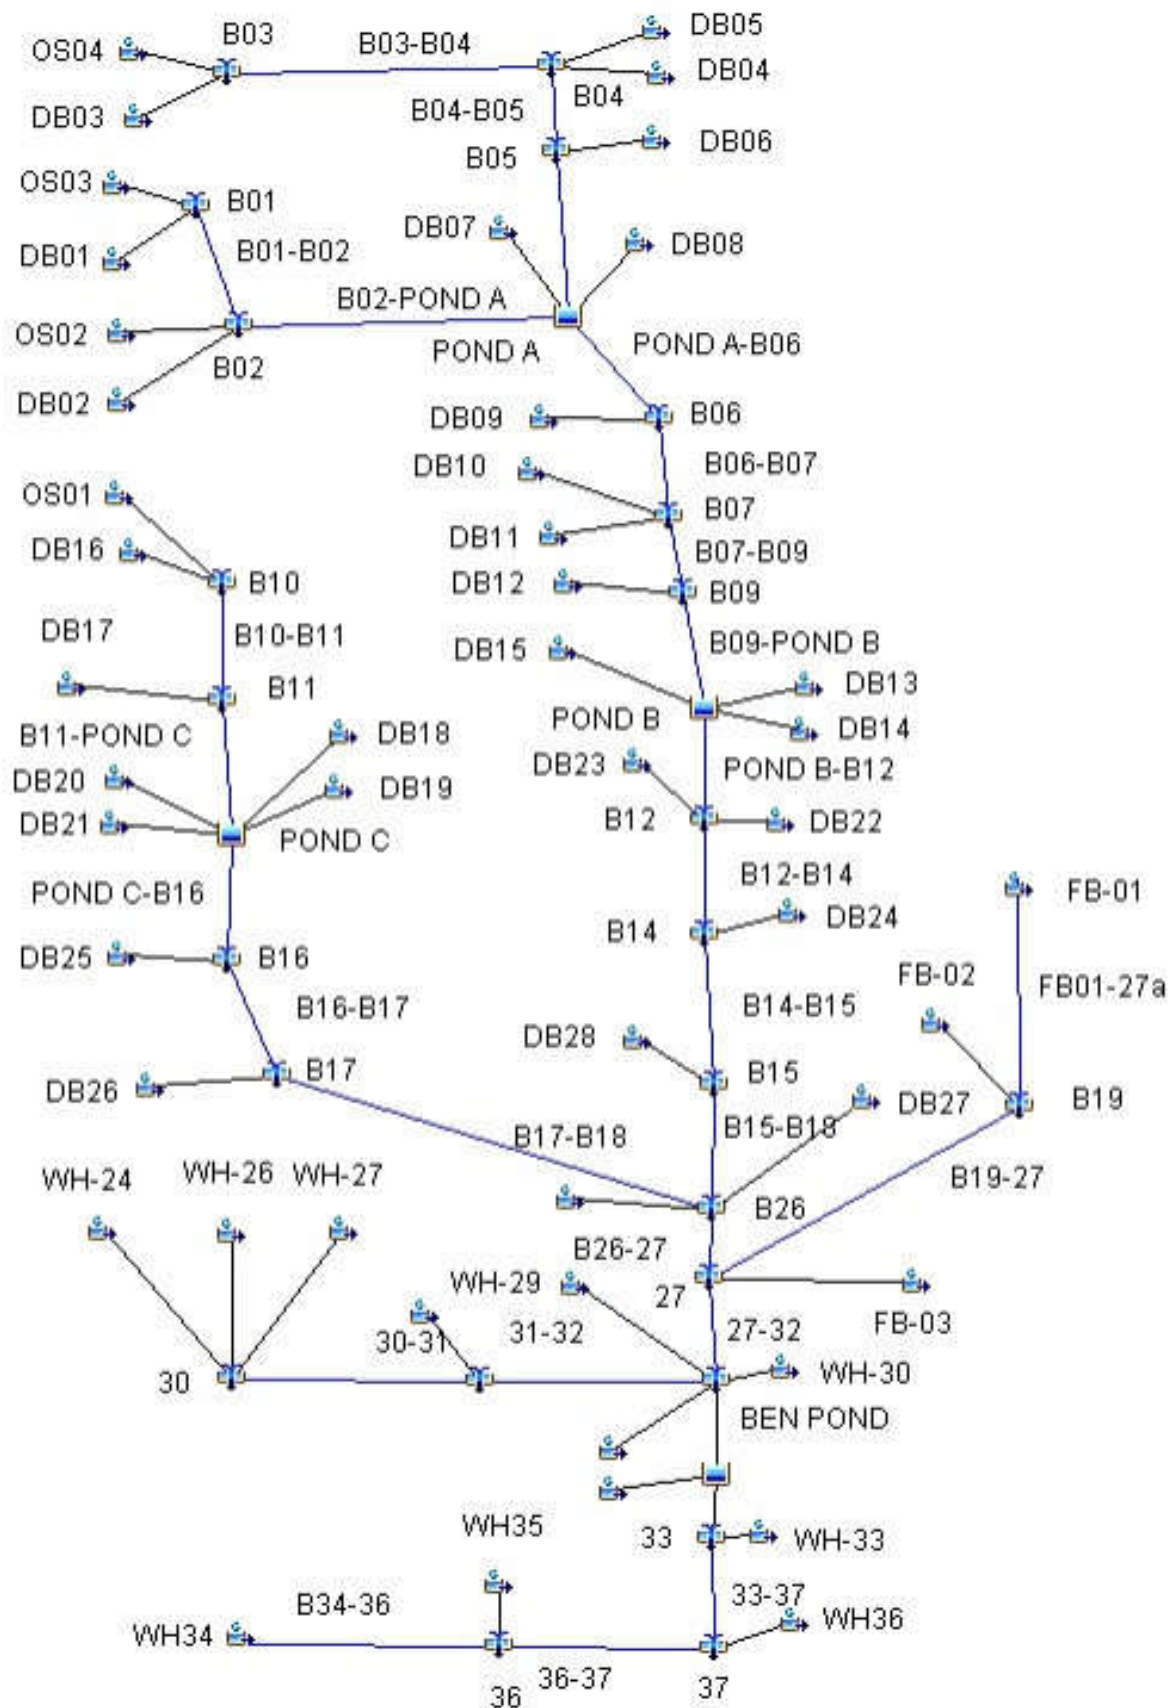 B03
DB05
OS04
B03-B04
DB04
B04
B04-B05
DB03
DB06
B05
OS03
B01
DB07
DB08
B01-B02
DB01
B02-POND A
OS02
POND A-B06
POND A
B02
DB02
DB09
B06
DB10
B06-B07
OS01
B07
DB11
DB16
B07-B09
DB12
B10
B09
DB17
B10-B11
B09-POND B
DB15
B11
DB13
POND B
B11-POND C
DB18
DB14
DB23
POND B-B12
DB20
DB19
DB21
B12
DB22
POND C
B12-B14
POND C-B16
FB-01
DB24
B14
DB25
B16
FB-02
FB01-27a
B16-B17
B14-B15
DB28
B17
B15
DB26
DB27
B19
B17-B18
B15-B18
WH-24
WH-26
WH-27
B19-27
B26
B26-27
WH-29
27
31-32
27-32
FB-03
30-31
30
WH-30
BEN POND
WH35
33
WH-33
B34-36
33-37
WH34
WH36
36-37
36
37